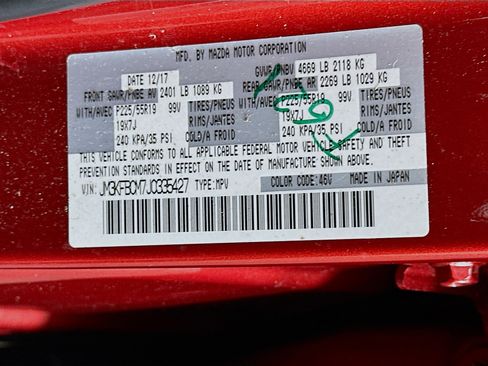 MFD. BY MAZDA MOTOR CORPORATION
DATE 12/17 GVWR/PNBV 4669 LB 2118 KG
FRONT GAWR/PNBE AV 2401 LB 1089 KG REAR GAWR/PNBE AR 2269 LB 1029 KG
WITH/AVEC P225/55R19 99V TIRES/PNEUS WITH/AVEC P225/55R19 99V TIRES/PNEUS
19X7J RIMS/JANTES 19X7J RIMS/JANTES
240 KPA/35 PSI COLD/A FROID 240 KPA/35 PSI COLD/A FROID
THIS VEHICLE CONFORMS TO ALL APPLICABLE FEDERAL MOTOR VEHICLE SAFETY AND THEFT
PREVENTION STANDARDS IN EFFECT ON THE DATE OF MANUFACTURE SHOWN ABOVE.
VIN: JM3KFBCM7J0335427 TYPE:MPV COLOR CODE:46V MADE IN JAPAN